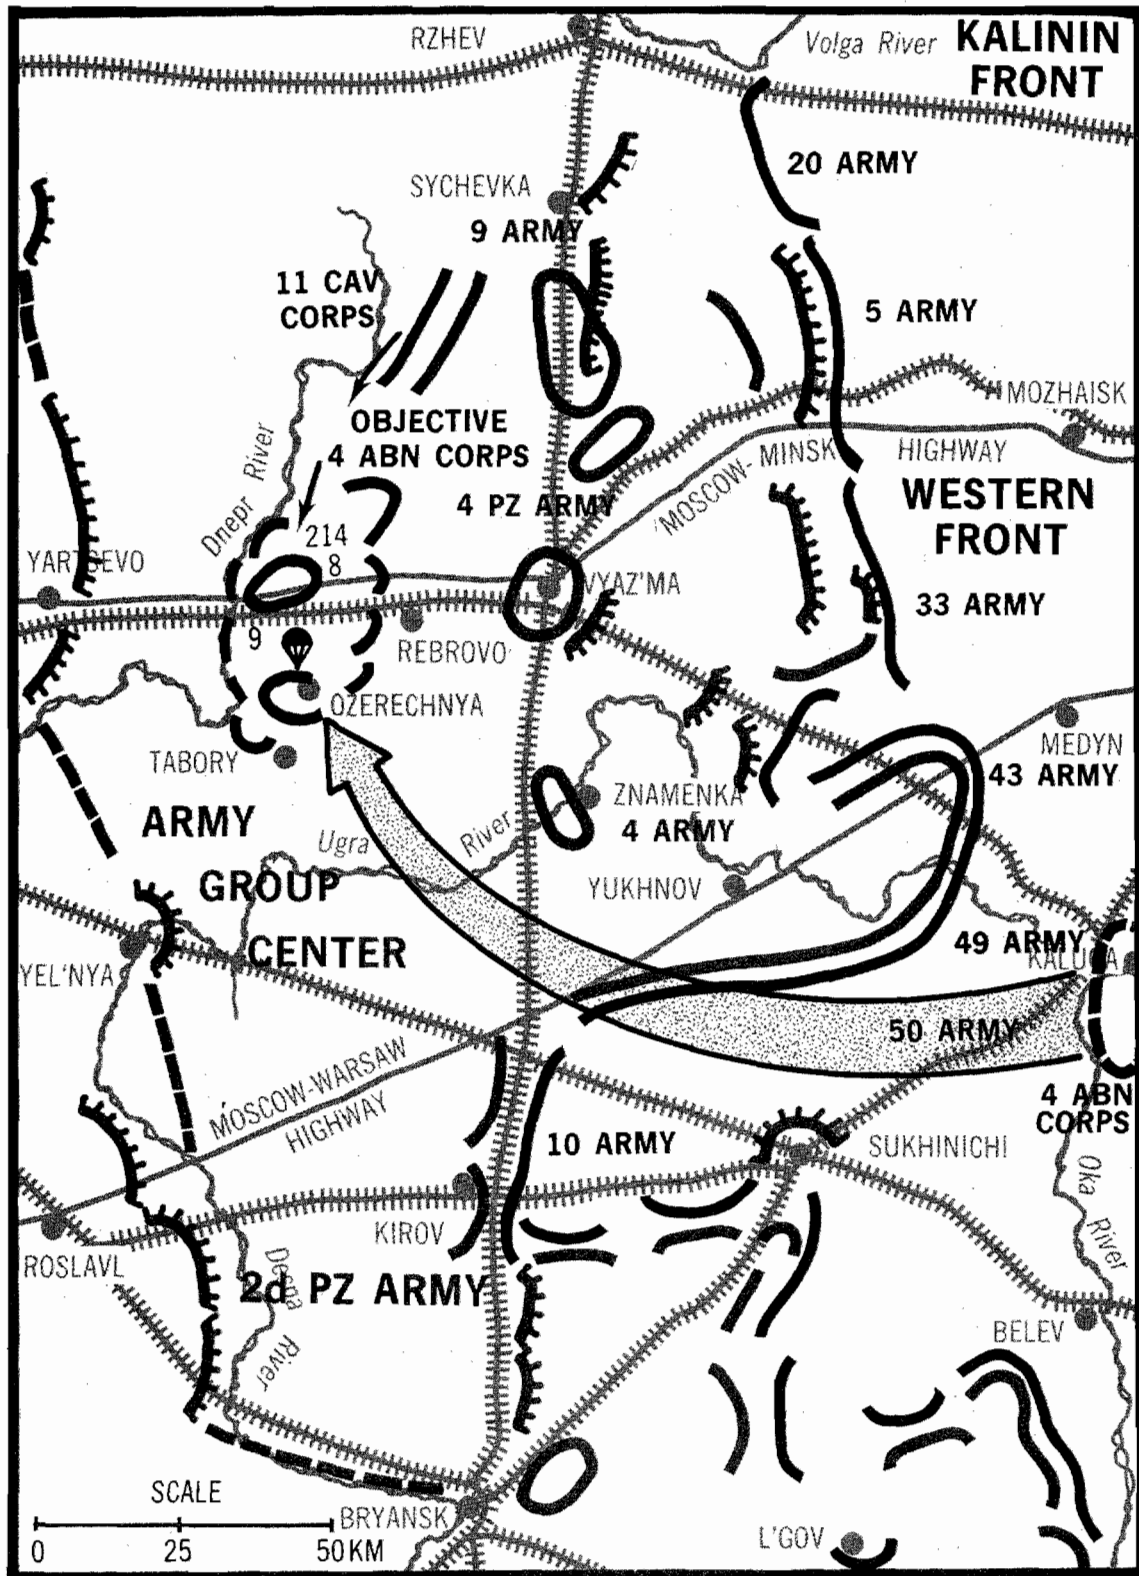 RZHEV
Volga River
KALININ
FRONT
20 ARMY
SYCHEVKA
9 ARMY
11 CAV
CORPS
5 ARMY
MOZHAISK
OBJECTIVE
4 ABN CORPS
Dnepr River
MOSCOW-MINSK HIGHWAY
4 PZ ARMY
WESTERN
FRONT
214
8
YARTSEVO
VYAZ'MA
33 ARMY
9
REBROVO
OZERECHNYA
TABORY
MEDYN
43 ARMY
ZNAMENKA
4 ARMY
ARMY
GROUP
CENTER
Ugra River
YUKHNOV
49 ARMY
KALUGA
YEL'NYA
50 ARMY
4 ABN
CORPS
MOSCOW-WARSAW
HIGHWAY
10 ARMY
SUKHINICHI
Oka River
KIROV
ROSLAVL
Desna River
2d PZ ARMY
BELEV
SCALE
0 25 50 KM
BRYANSK
L'GOV